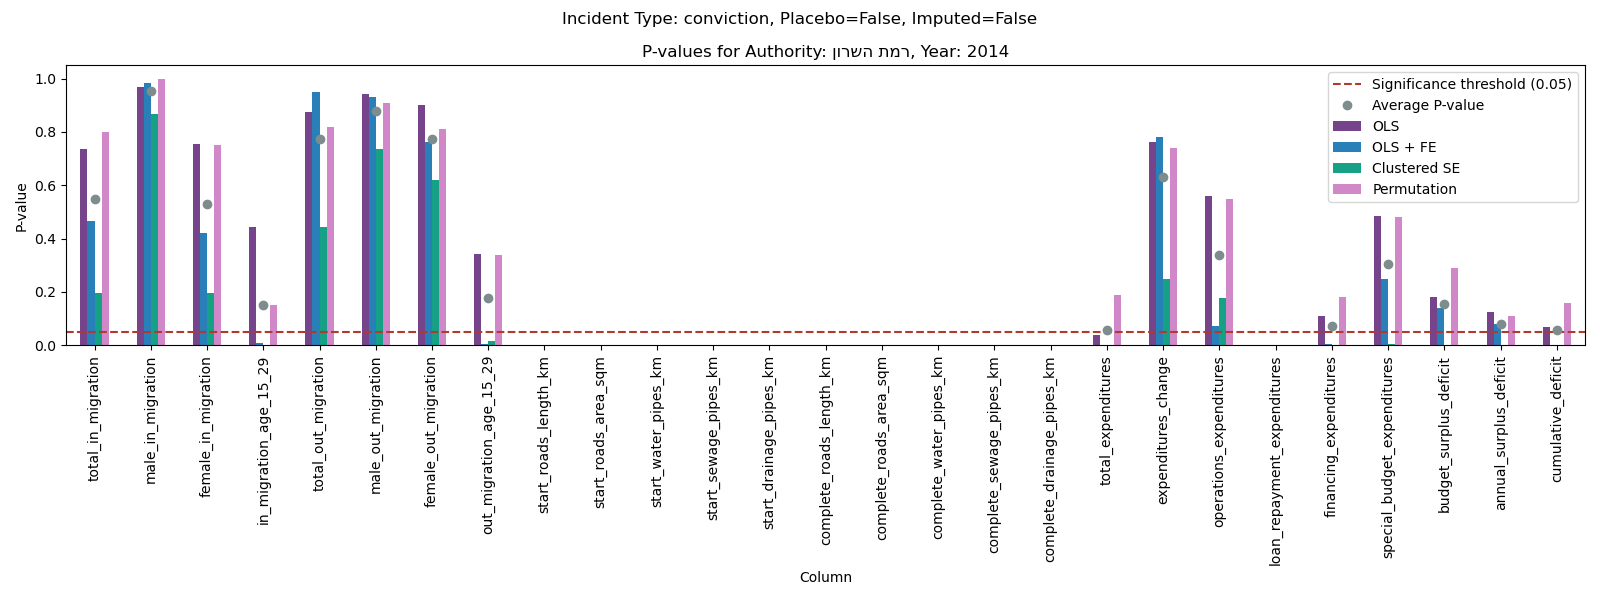 Incident Type: conviction, Placebo=False, Imputed=False
P-values for Authority: רמת השרון, Year: 2014
P-value
1.0
0.8
0.6
0.4
0.2
0.0
Significance threshold (0.05)
Average P-value
OLS
OLS + FE
Clustered SE
Permutation
total_in_migration
male_in_migration
female_in_migration
in_migration_age_15_29
total_out_migration
male_out_migration
female_out_migration
out_migration_age_15_29
start_roads_length_km
start_roads_area_sqm
start_water_pipes_km
start_sewage_pipes_km
start_drainage_pipes_km
complete_roads_length_km
complete_roads_area_sqm
complete_water_pipes_km
complete_sewage_pipes_km
complete_drainage_pipes_km
total_expenditures
expenditures_change
operations_expenditures
loan_repayment_expenditures
financing_expenditures
special_budget_expenditures
budget_surplus_deficit
annual_surplus_deficit
cumulative_deficit
Column